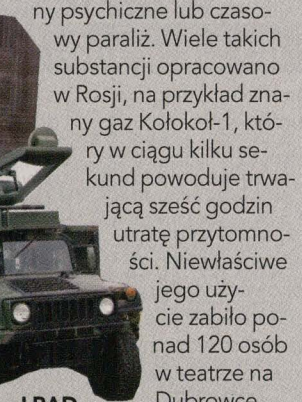 ny psychiczne lub czaso-
wy paraliż. Wiele takich
substancji opracowano
w Rosji, na przykład zna-
ny gaz Kołokoł-1, któ-
ry w ciągu kilku se-
kund powoduje trwa-
jącą sześć godzin
utratę przytomno-
ści. Niewłaściwe
jego uży-
cie zabiło po-
nad 120 osób
w teatrze na
Dubrowce